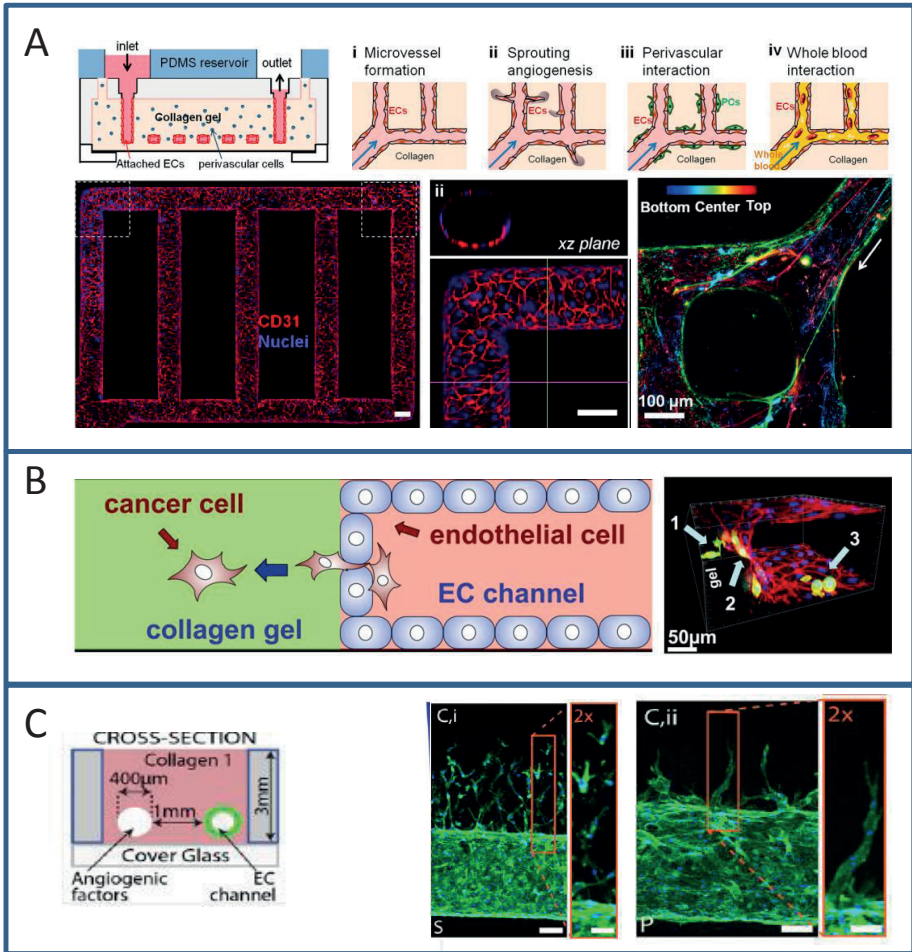 A
inlet
PDMS reservoir
outlet
Collagen gel
Attached ECs
perivascular cells
i Microvessel
formation
ECs
Collagen
ii Sprouting
angiogenesis
ECs
Collagen
iii Perivascular
interaction
ECs
PCs
Collagen
iv Whole blood
interaction
ECs
Whole
blood
Collagen
CD31
Nuclei
ii
xz plane
Bottom Center Top
100 µm
B
cancer cell
collagen gel
endothelial cell
EC channel
1
2
3
gel
50µm
C
CROSS-SECTION
Collagen 1
400µm
1mm
3mm
Cover Glass
Angiogenic
factors
EC
channel
C,i
2x
S
C,ii
2x
P